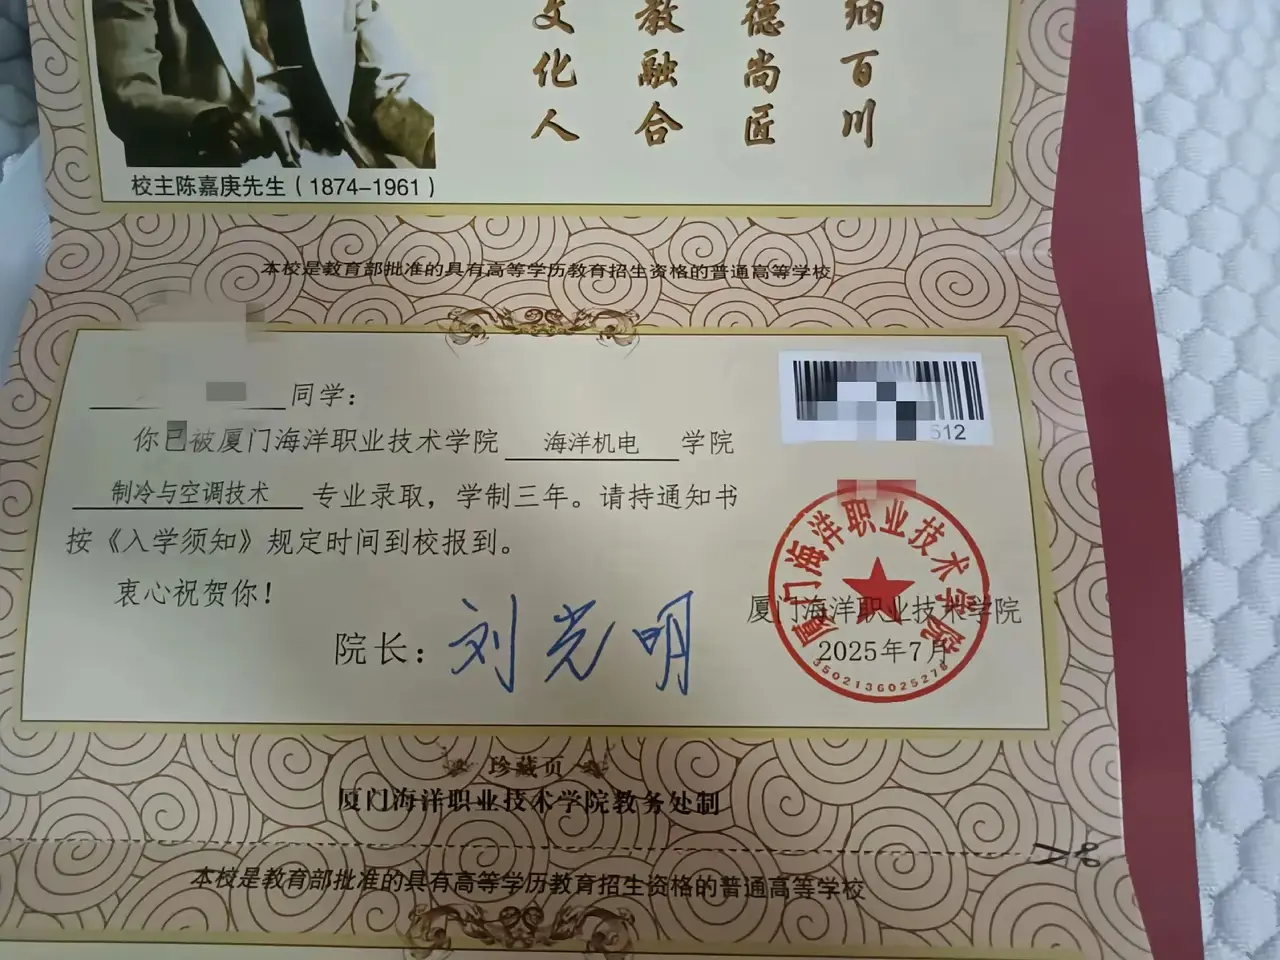 文 教 德 纳
化 融 尚 百
人 合 匠 川
校主陈嘉庚先生（1874-1961）
本校是教育部批准的具有高等学历教育招生资格的普通高等学校
同学：
512
你已被厦门海洋职业技术学院 海洋机电 学院
制冷与空调技术 专业录取，学制三年。请持通知书
按《入学须知》规定时间到校报到。
衷心祝贺你！
院长：刘光明
厦门海洋职业技术学院
厦门海洋职业技术学院
2025年7月
3502136025278
珍藏页
厦门海洋职业技术学院教务处制
本校是教育部批准的具有高等学历教育招生资格的普通高等学校